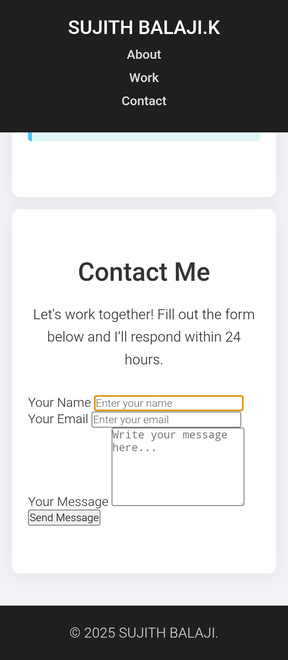 SUJITH BALAJI.K
About
Work
Contact
Contact Me
Let's work together! Fill out the form
below and I’ll respond within 24
hours.
Your Name Enter your name
Your Email Enter your email
Write your message
here...
Your Message
Send Message
© 2025 SUJITH BALAJI.